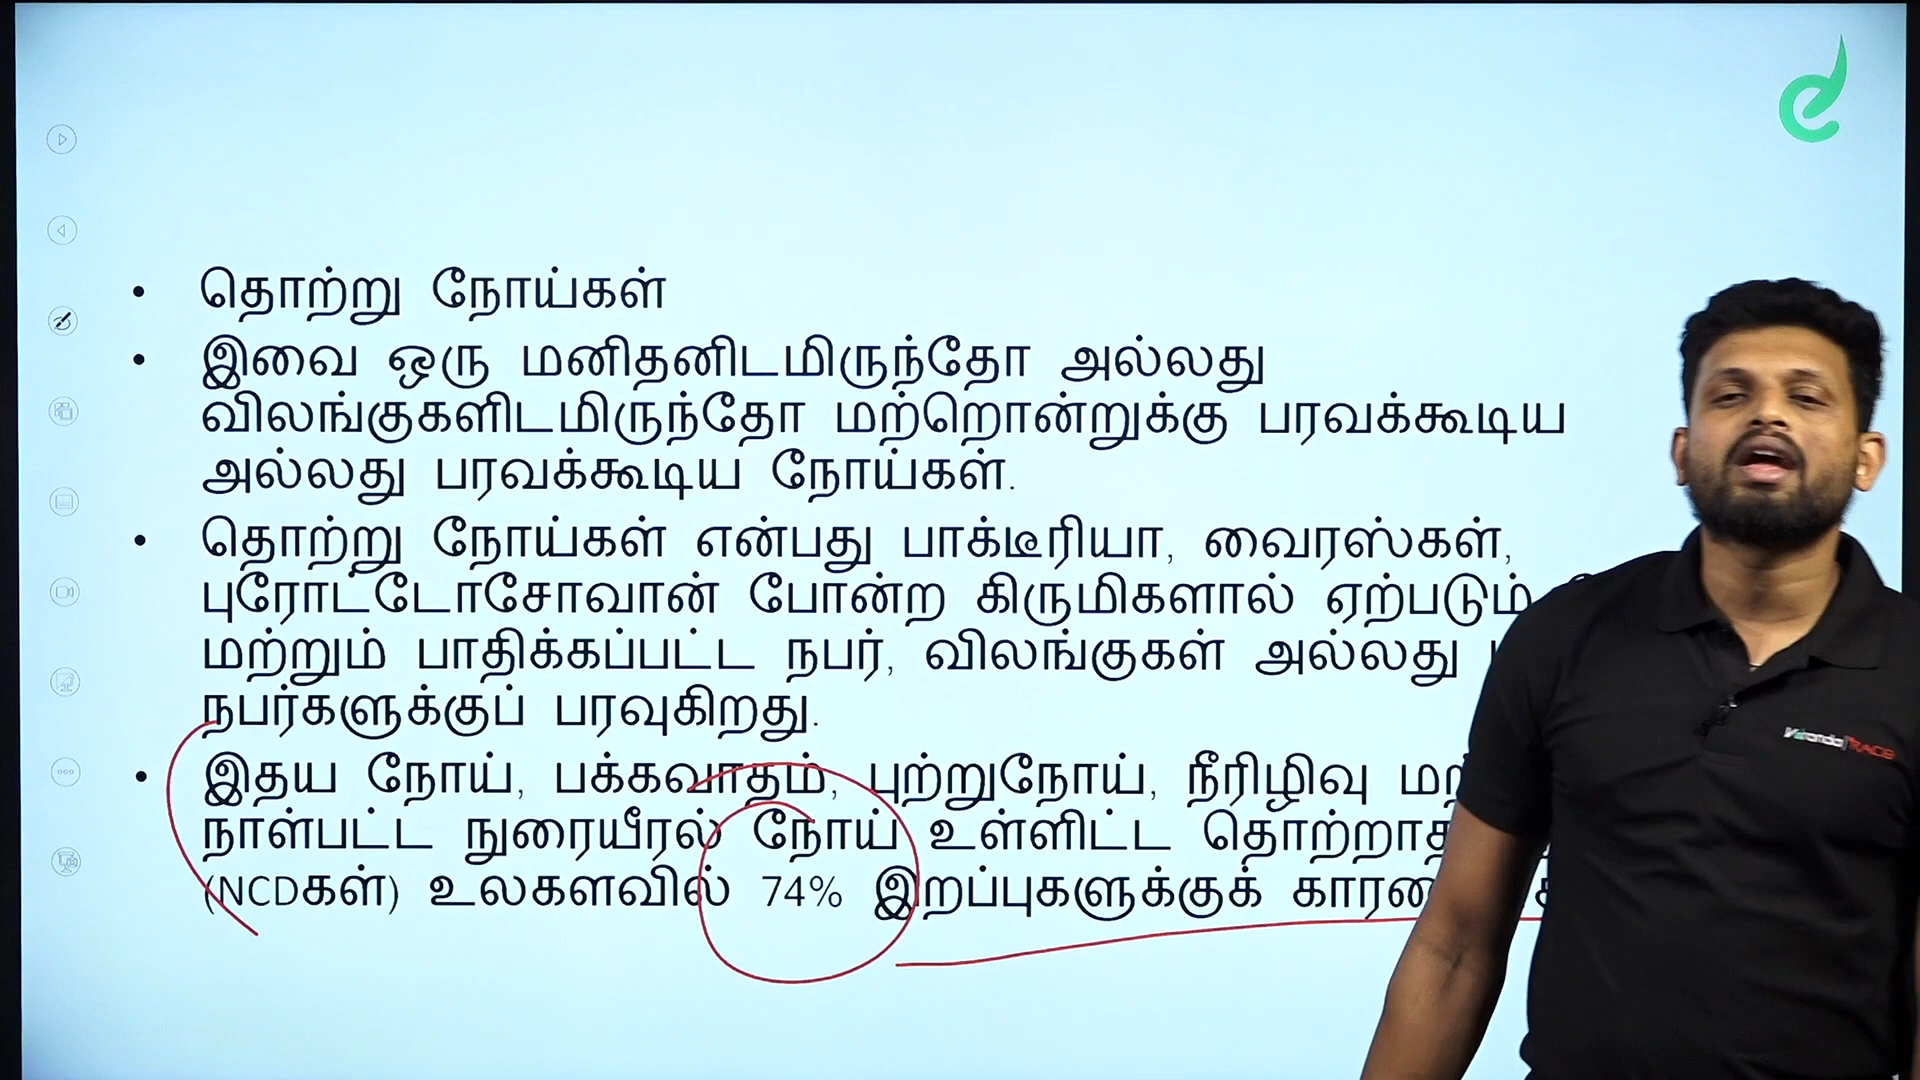 தொற்று நோய்கள்
இவை ஒரு மனிதனிடமிருந்தோ அல்லது
விலங்குகளிடமிருந்தோ மற்றொன்றுக்கு பரவக்கூடிய
அல்லது பரவக்கூடிய நோய்கள்.
தொற்று நோய்கள் என்பது பாக்டீரியா, வைரஸ்கள்,
புரோட்டோசோவான் போன்ற கிருமிகளால் ஏற்படும்
மற்றும் பாதிக்கப்பட்ட நபர், விலங்குகள் அல்லது
நபர்களுக்குப் பரவுகிறது.
இதய நோய், பக்கவாதம், புற்றுநோய், நீரிழிவு
நாள்பட்ட நுரையீரல் நோய் உள்ளிட்ட
(NCDகள்) உலகளவில் 74% இறப்புகளுக்குக்
Veranda RACE